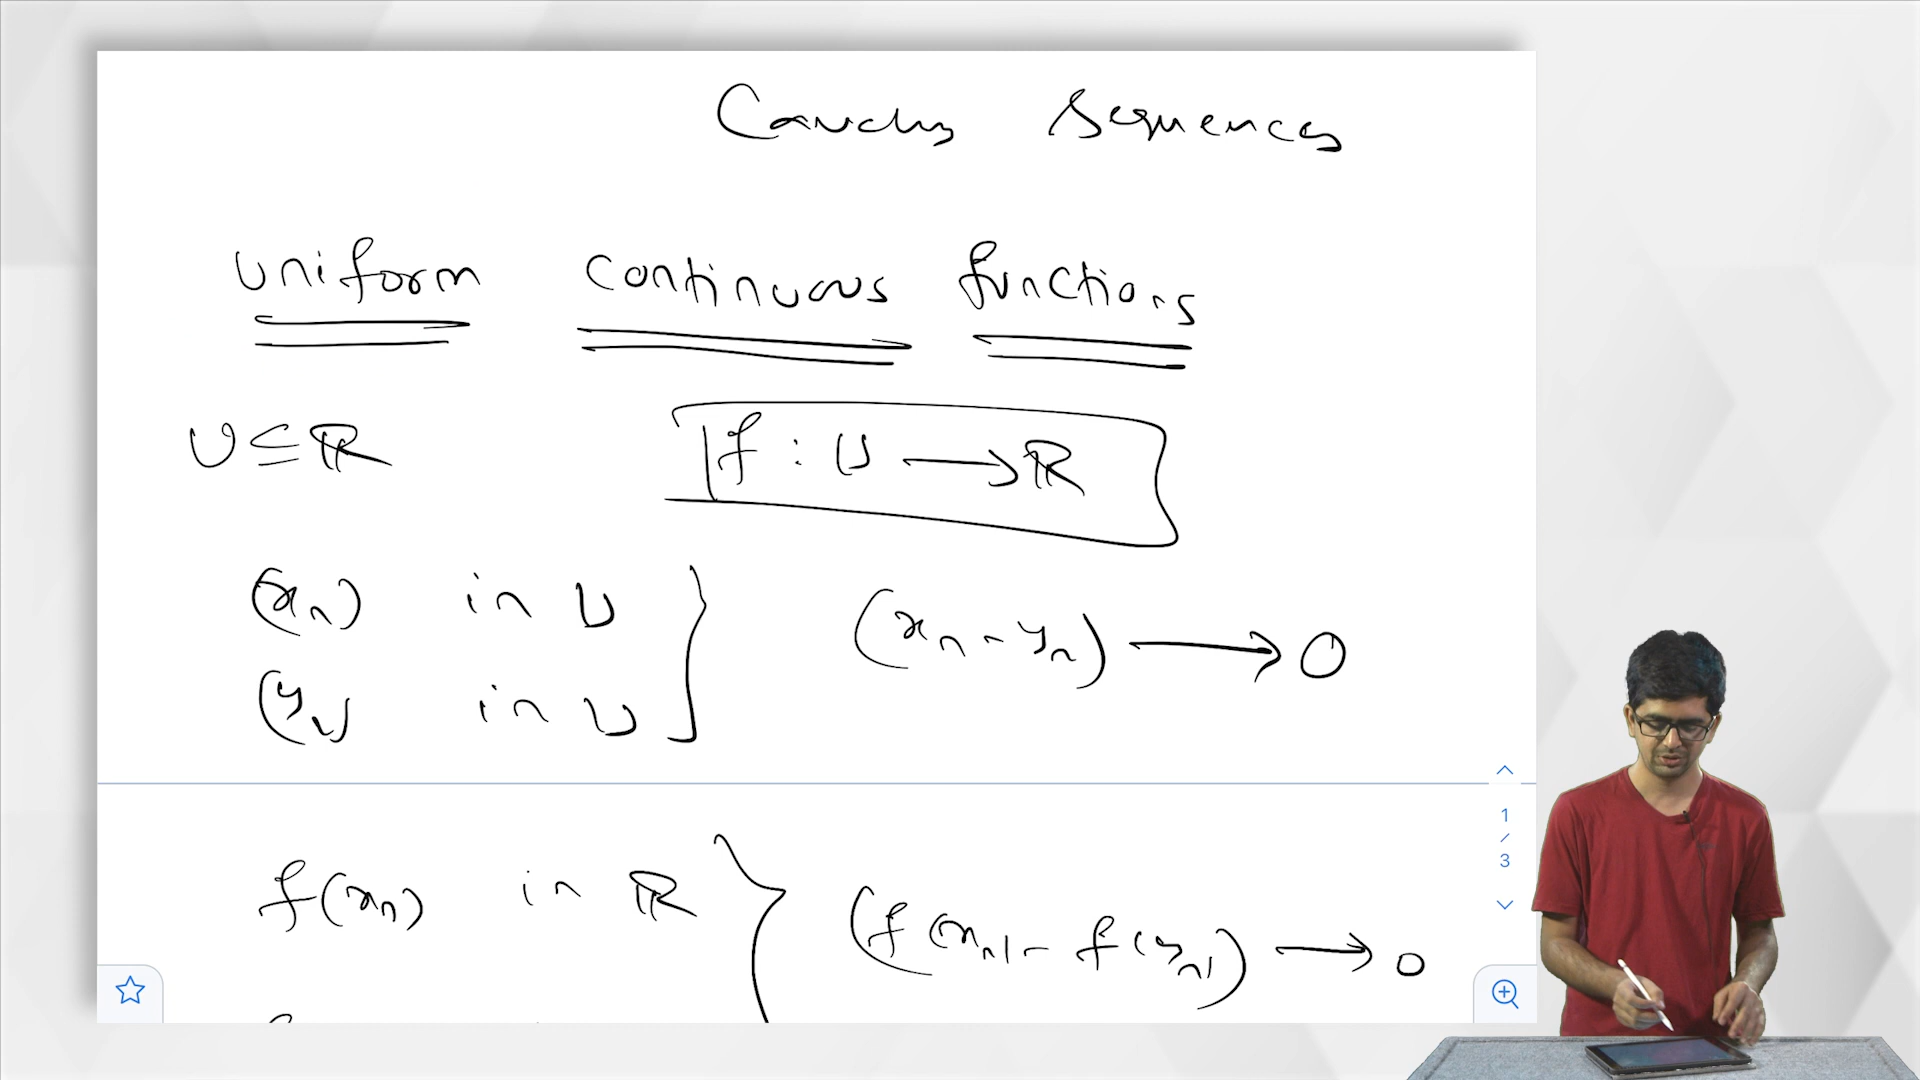 Cauchy Sequences
uniform continuous functions
U ⊆ ℝ
f : U → ℝ
(xₙ) in U
(yₙ) in U
(xₙ - yₙ) → 0
1
/
3
f(xₙ) in ℝ
(f(xₙ) - f(yₙ)) → 0